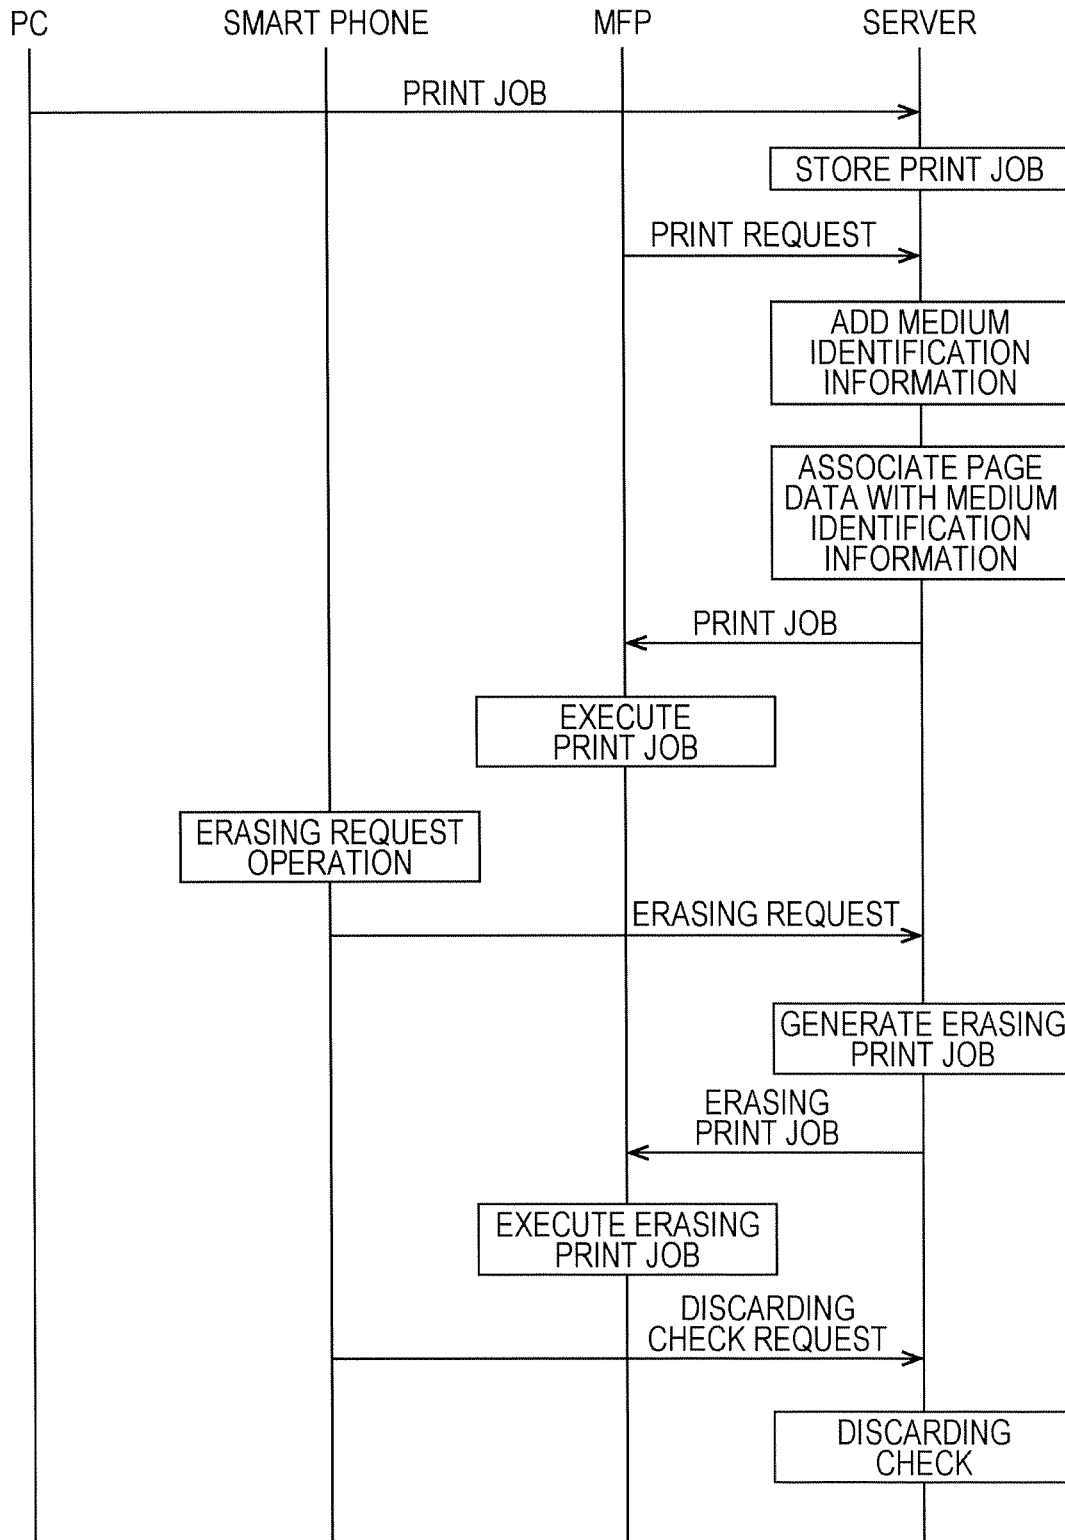 PC
SMART PHONE
MFP
SERVER
PRINT JOB
STORE PRINT JOB
PRINT REQUEST
ADD MEDIUM
IDENTIFICATION
INFORMATION
ASSOCIATE PAGE
DATA WITH MEDIUM
IDENTIFICATION
INFORMATION
PRINT JOB
EXECUTE
PRINT JOB
ERASING REQUEST
OPERATION
ERASING REQUEST
GENERATE ERASING
PRINT JOB
ERASING
PRINT JOB
EXECUTE ERASING
PRINT JOB
DISCARDING
CHECK REQUEST
DISCARDING
CHECK